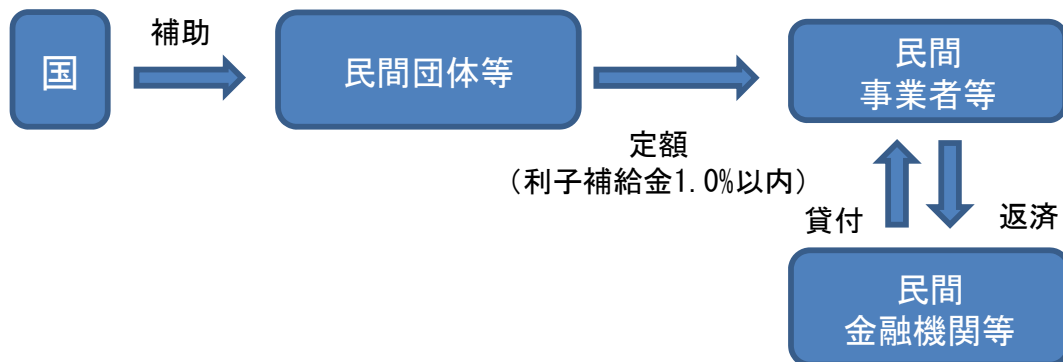 国
補助
民間団体等
定額
（利子補給金1.0%以内）
民間
事業者等
貸付
返済
民間
金融機関等